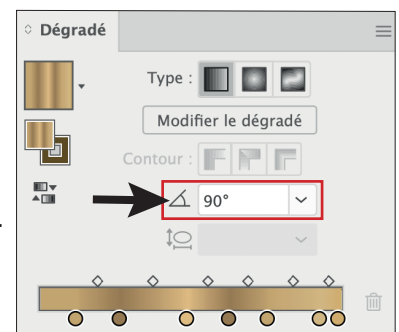 Dégradé
Type :
Modifier le dégradé
Contour :
90°